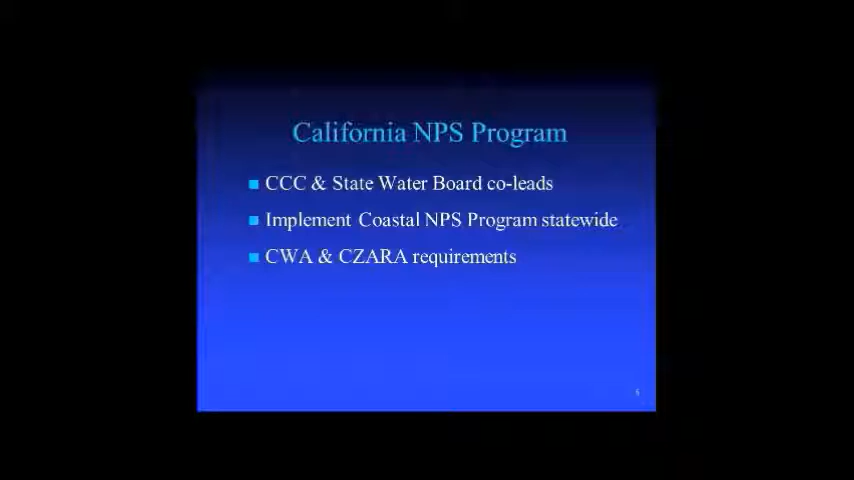 California NPS Program
CCC & State Water Board co-leads
Implement Coastal NPS Program statewide
CWA & CZARA requirements